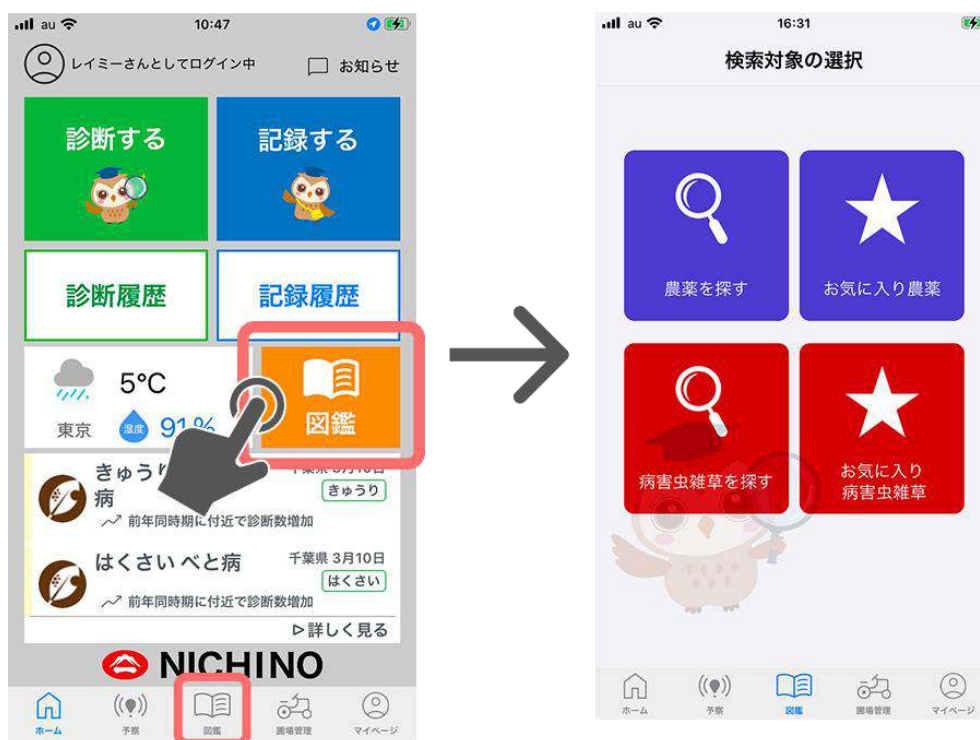 au
10:47
レイミーさんとしてログイン中
お知らせ
診断する
記録する
診断履歴
記録履歴
5°C
東京
湿度
91%
図鑑
きゅうり
病
3月10日
きゅうり
前年同時期に付近で診断数増加
はくさい べと病
千葉県 3月10日
はくさい
前年同時期に付近で診断数増加
▷詳しく見る
NICHINO
ホーム
予察
図鑑
圃場管理
マイページ
au
16:31
検索対象の選択
農薬を探す
お気に入り農薬
病害虫雑草を探す
お気に入り
病害虫雑草
ホーム
予察
図鑑
圃場管理
マイページ